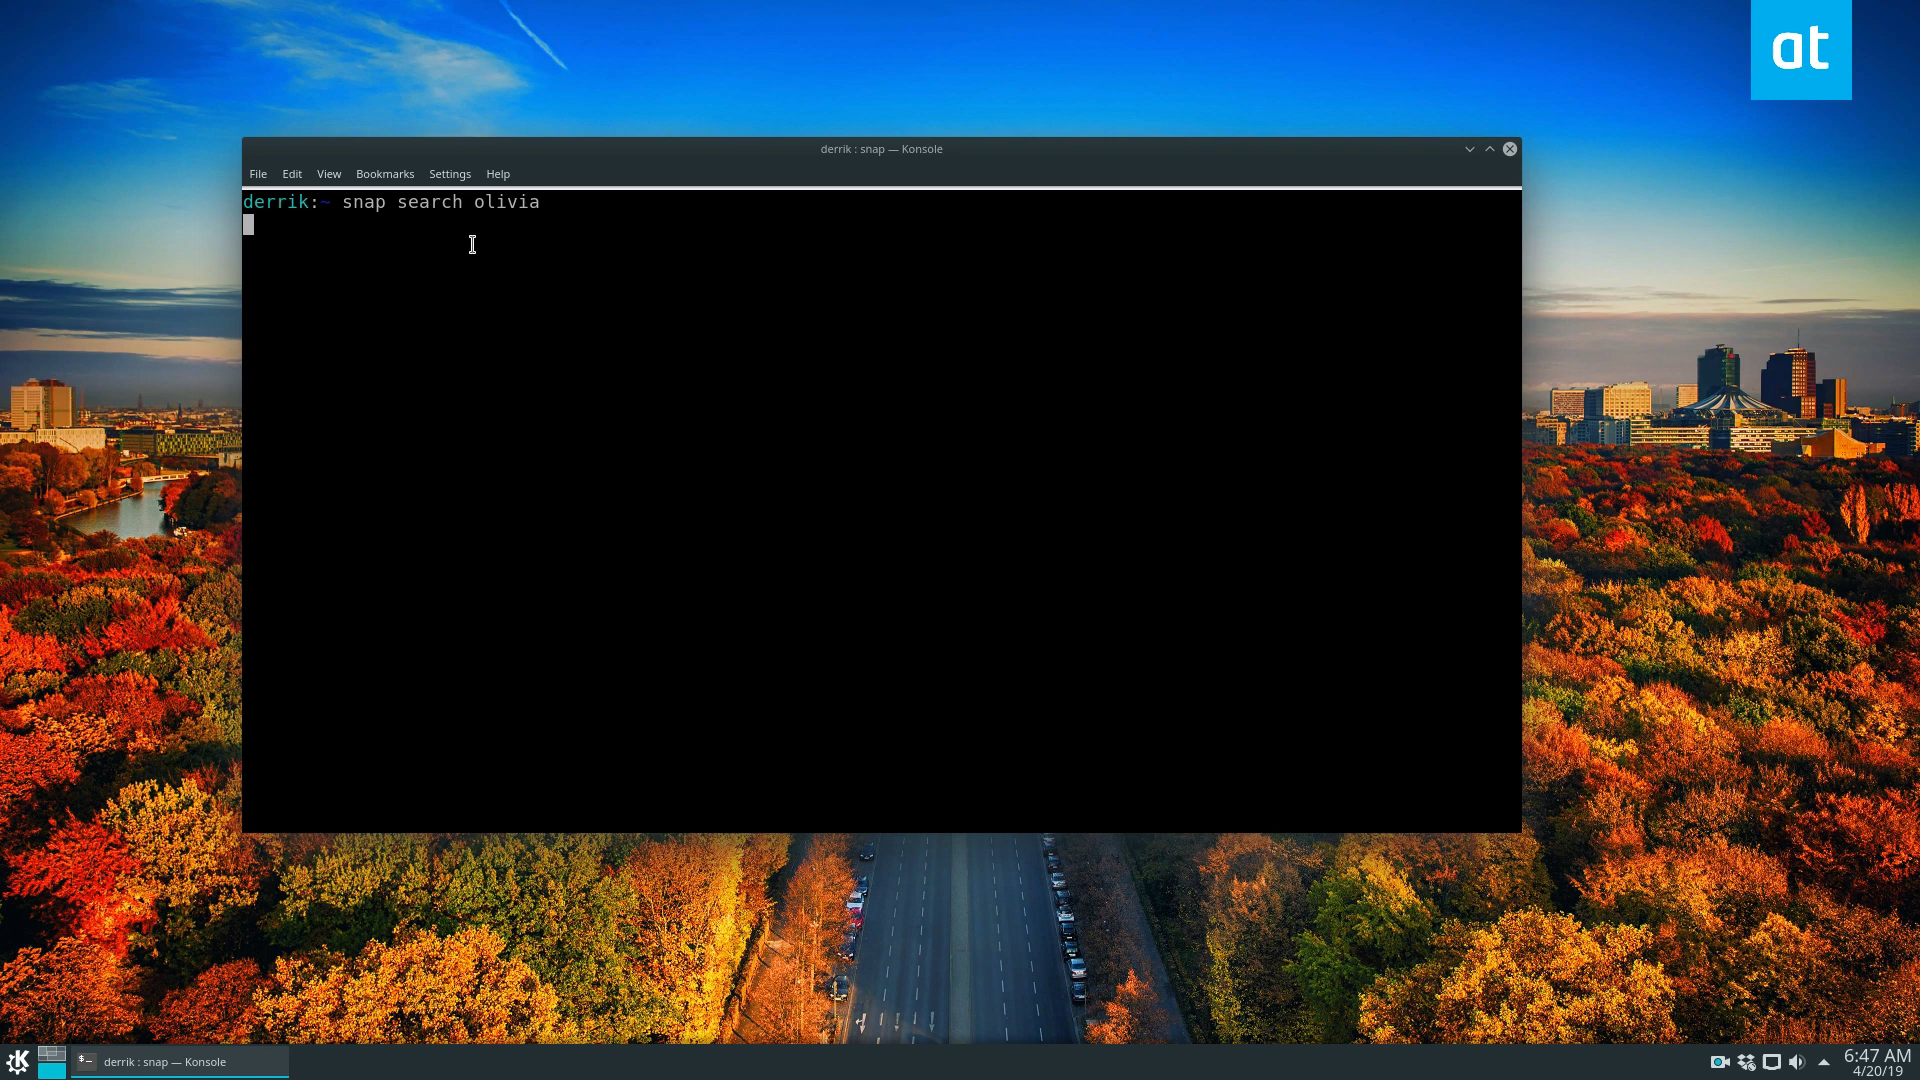 at
derrik : snap — Konsole
File Edit View Bookmarks Settings Help
derrik:~ snap search olivia
derrik : snap — Konsole
6:47 AM
4/20/19